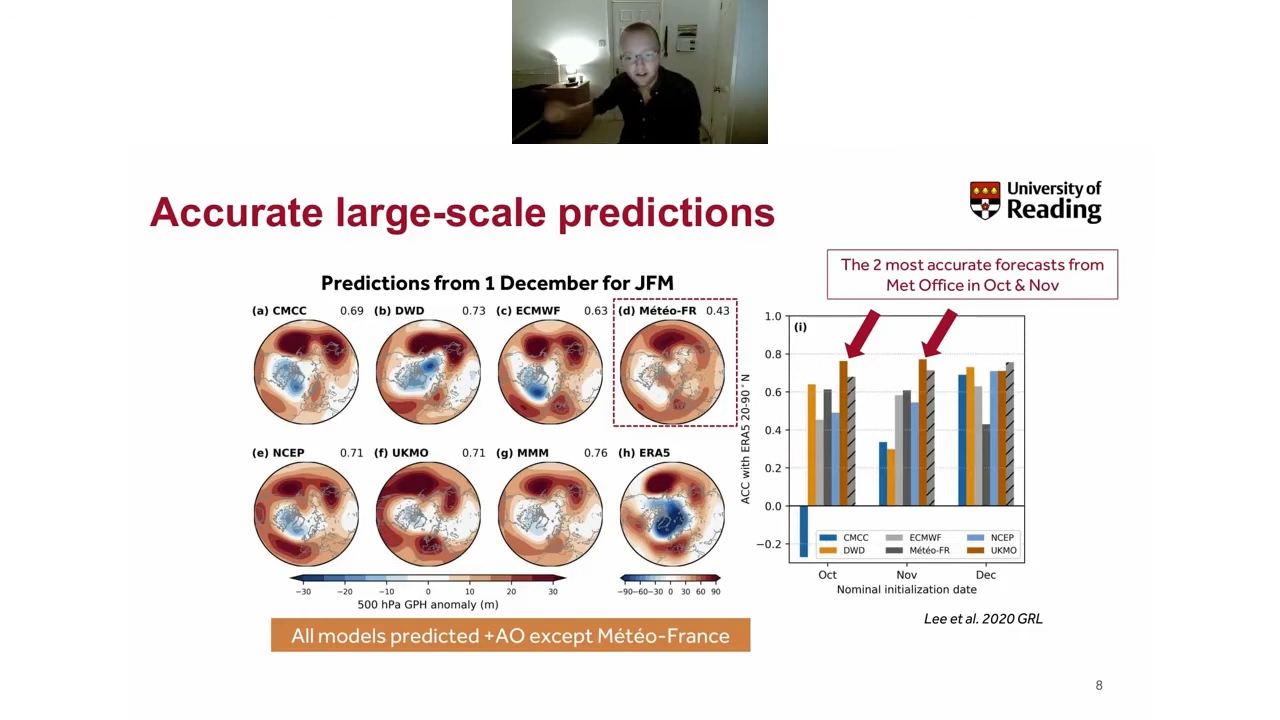 Accurate large-scale predictions
University of
Reading
The 2 most accurate forecasts from
Met Office in Oct & Nov
Predictions from 1 December for JFM
(a) CMCC 0.69
(b) DWD 0.73
(c) ECMWF 0.63
(d) Météo-FR 0.43
(e) NCEP 0.71
(f) UKMO 0.71
(g) MMM 0.76
(h) ERA5
−30 −20 −10 0 10 20 30
500 hPa GPH anomaly (m)
−90 −60 −30 0 30 60 90
(i)
ACC with ERA5 20-90°N
1.0
0.8
0.6
0.4
0.2
0.0
−0.2
CMCC ECMWF NCEP
DWD Météo-FR UKMO
Oct Nov Dec
Nominal initialization date
Lee et al. 2020 GRL
All models predicted +AO except Météo-France
8